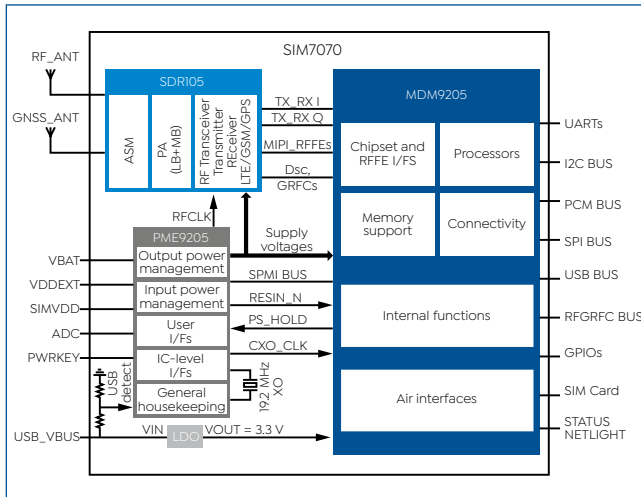 SIM7070
RF_ANT
GNSS_ANT
SDR105
ASM
PA
(LB+MB)
RF Transceiver
Transmitter
REceiver
LTE/GSM/GPS
TX_RX I
TX_RX Q
MIPI_RFFEs
Dsc,
GRFCs
MDM9205
Chipset and
RFFE I/FS
Processors
Memory
support
Connectivity
Internal functions
Air interfaces
UARTs
I2C BUS
PCM BUS
SPI BUS
USB BUS
RFGRFC BUS
GPIOs
SIM Card
STATUS
NETLIGHT
RFCLK
PME9205
Output power
management
Input power
management
User
I/Fs
IC-level
I/Fs
General
housekeeping
Supply
voltages
SPMI BUS
RESIN_N
PS_HOLD
CXO_CLK
19.2 MHz
XO
VBAT
VDDEXT
SIMVDD
ADC
PWRKEY
USB
detect
USB_VBUS
VIN
LDO
VOUT = 3.3 V